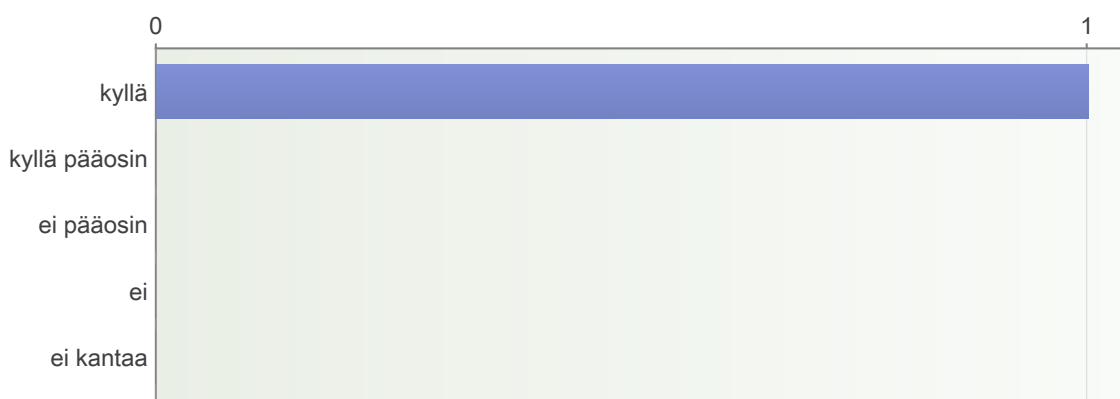 0 1
kyllä
kyllä pääosin
ei pääosin
ei
ei kantaa